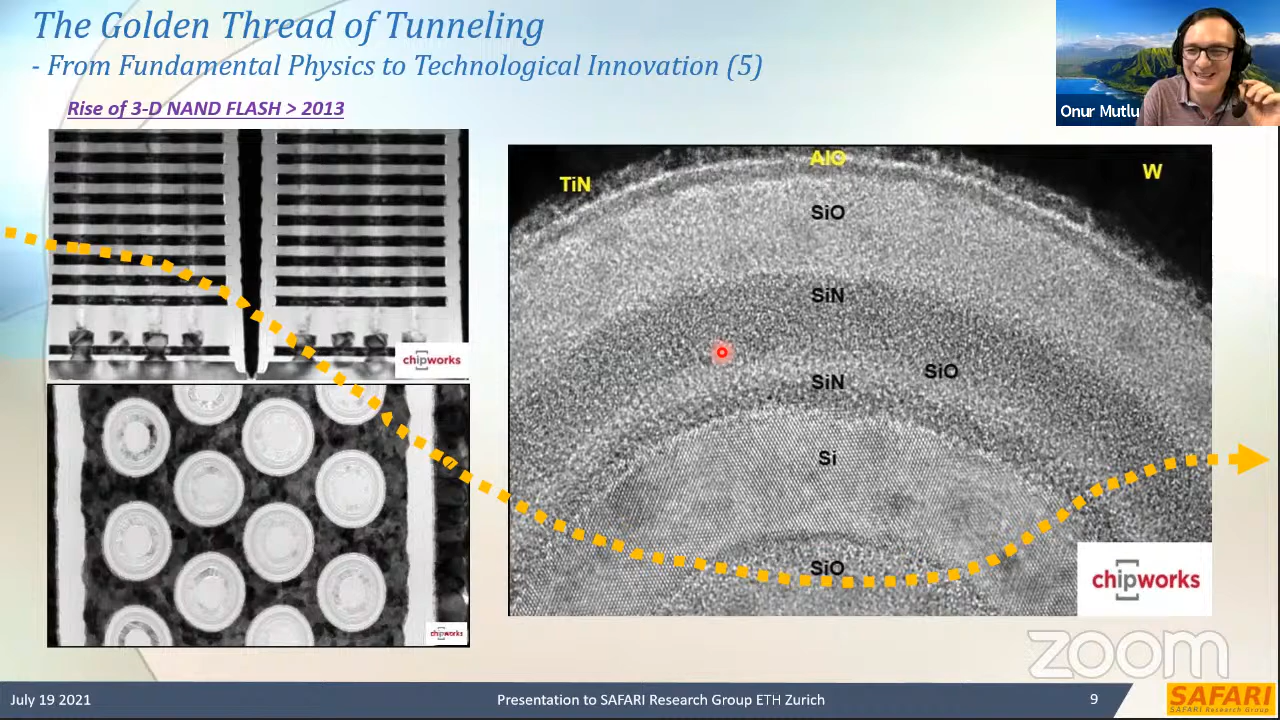 The Golden Thread of Tunneling
- From Fundamental Physics to Technological Innovation (5)
Rise of 3-D NAND FLASH > 2013
Onur Mutlu
chipworks
chipworks
AlO
TiN
W
SiO
SiN
SiO
SiN
Si
SiO
chipworks
zoom
July 19 2021
Presentation to SAFARI Research Group ETH Zurich
9
SAFARI
SAFARI Research Group